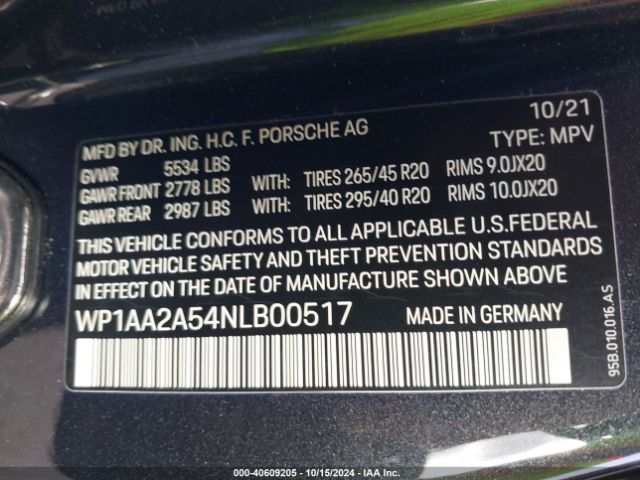 10/21
MFD BY DR. ING. H.C. F. PORSCHE AG
TYPE: MPV
GVWR 5534 LBS
GAWR FRONT 2778 LBS WITH: TIRES 265/45 R20 RIMS 9.0JX20
GAWR REAR 2987 LBS WITH: TIRES 295/40 R20 RIMS 10.0JX20
THIS VEHICLE CONFORMS TO ALL APPLICABLE U.S.FEDERAL
MOTOR VEHICLE SAFETY AND THEFT PREVENTION STANDARDS
IN EFFECT ON THE DATE OF MANUFACTURE SHOWN ABOVE
WP1AA2A54NLB00517 MADE IN GERMANY
95B.010.016.AS
000-40609205 - 10/15/2024 - IAA Inc.